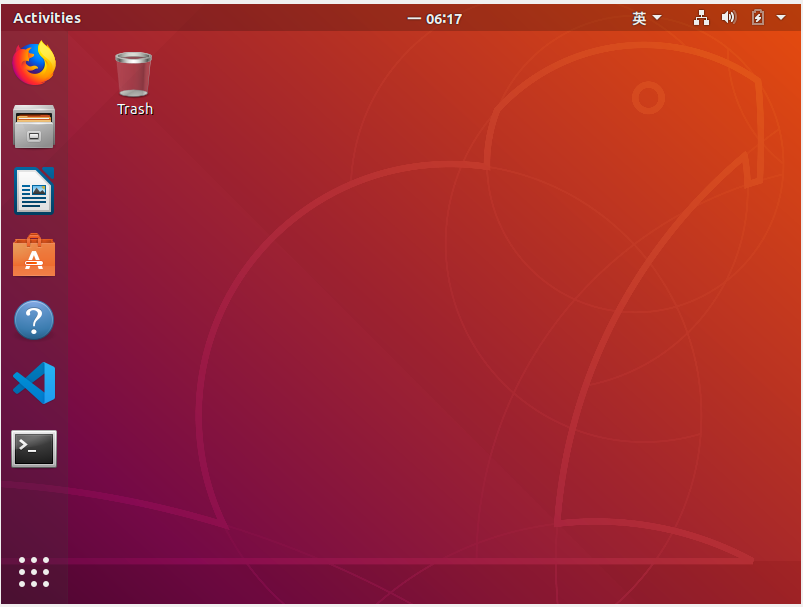 Activities
一 06:17
英
Trash